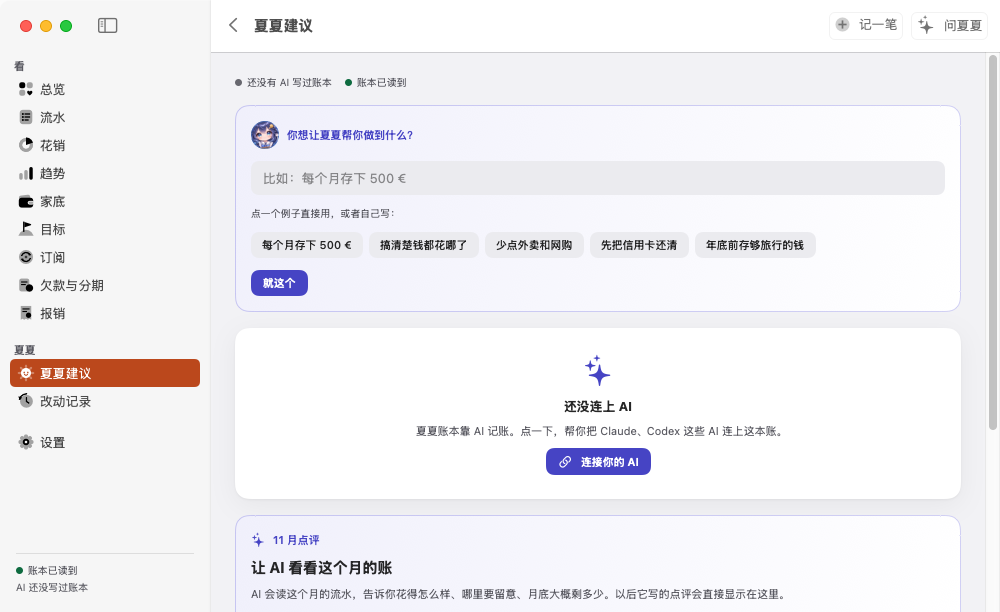 看
总览
流水
花销
趋势
家底
目标
订阅
欠款与分期
报销
夏夏
夏夏建议
改动记录
设置
账本已读到
AI 还没写过账本
夏夏建议
记一笔
问夏夏
还没有 AI 写过账本
账本已读到
你想让夏夏帮你做到什么?
比如：每个月存下 500 €
点一个例子直接用，或者自己写：
每个月存下 500 €
搞清楚钱都花哪了
少点外卖和网购
先把信用卡还清
年底前存够旅行的钱
就这个
还没连上 AI
夏夏账本靠 AI 记账。点一下，帮你把 Claude、Codex 这些 AI 连上这本账。
连接你的 AI
11 月点评
让 AI 看看这个月的账
AI 会读这个月的流水，告诉你花得怎么样、哪里要留意、月底大概剩多少。以后它写的点评会直接显示在这里。